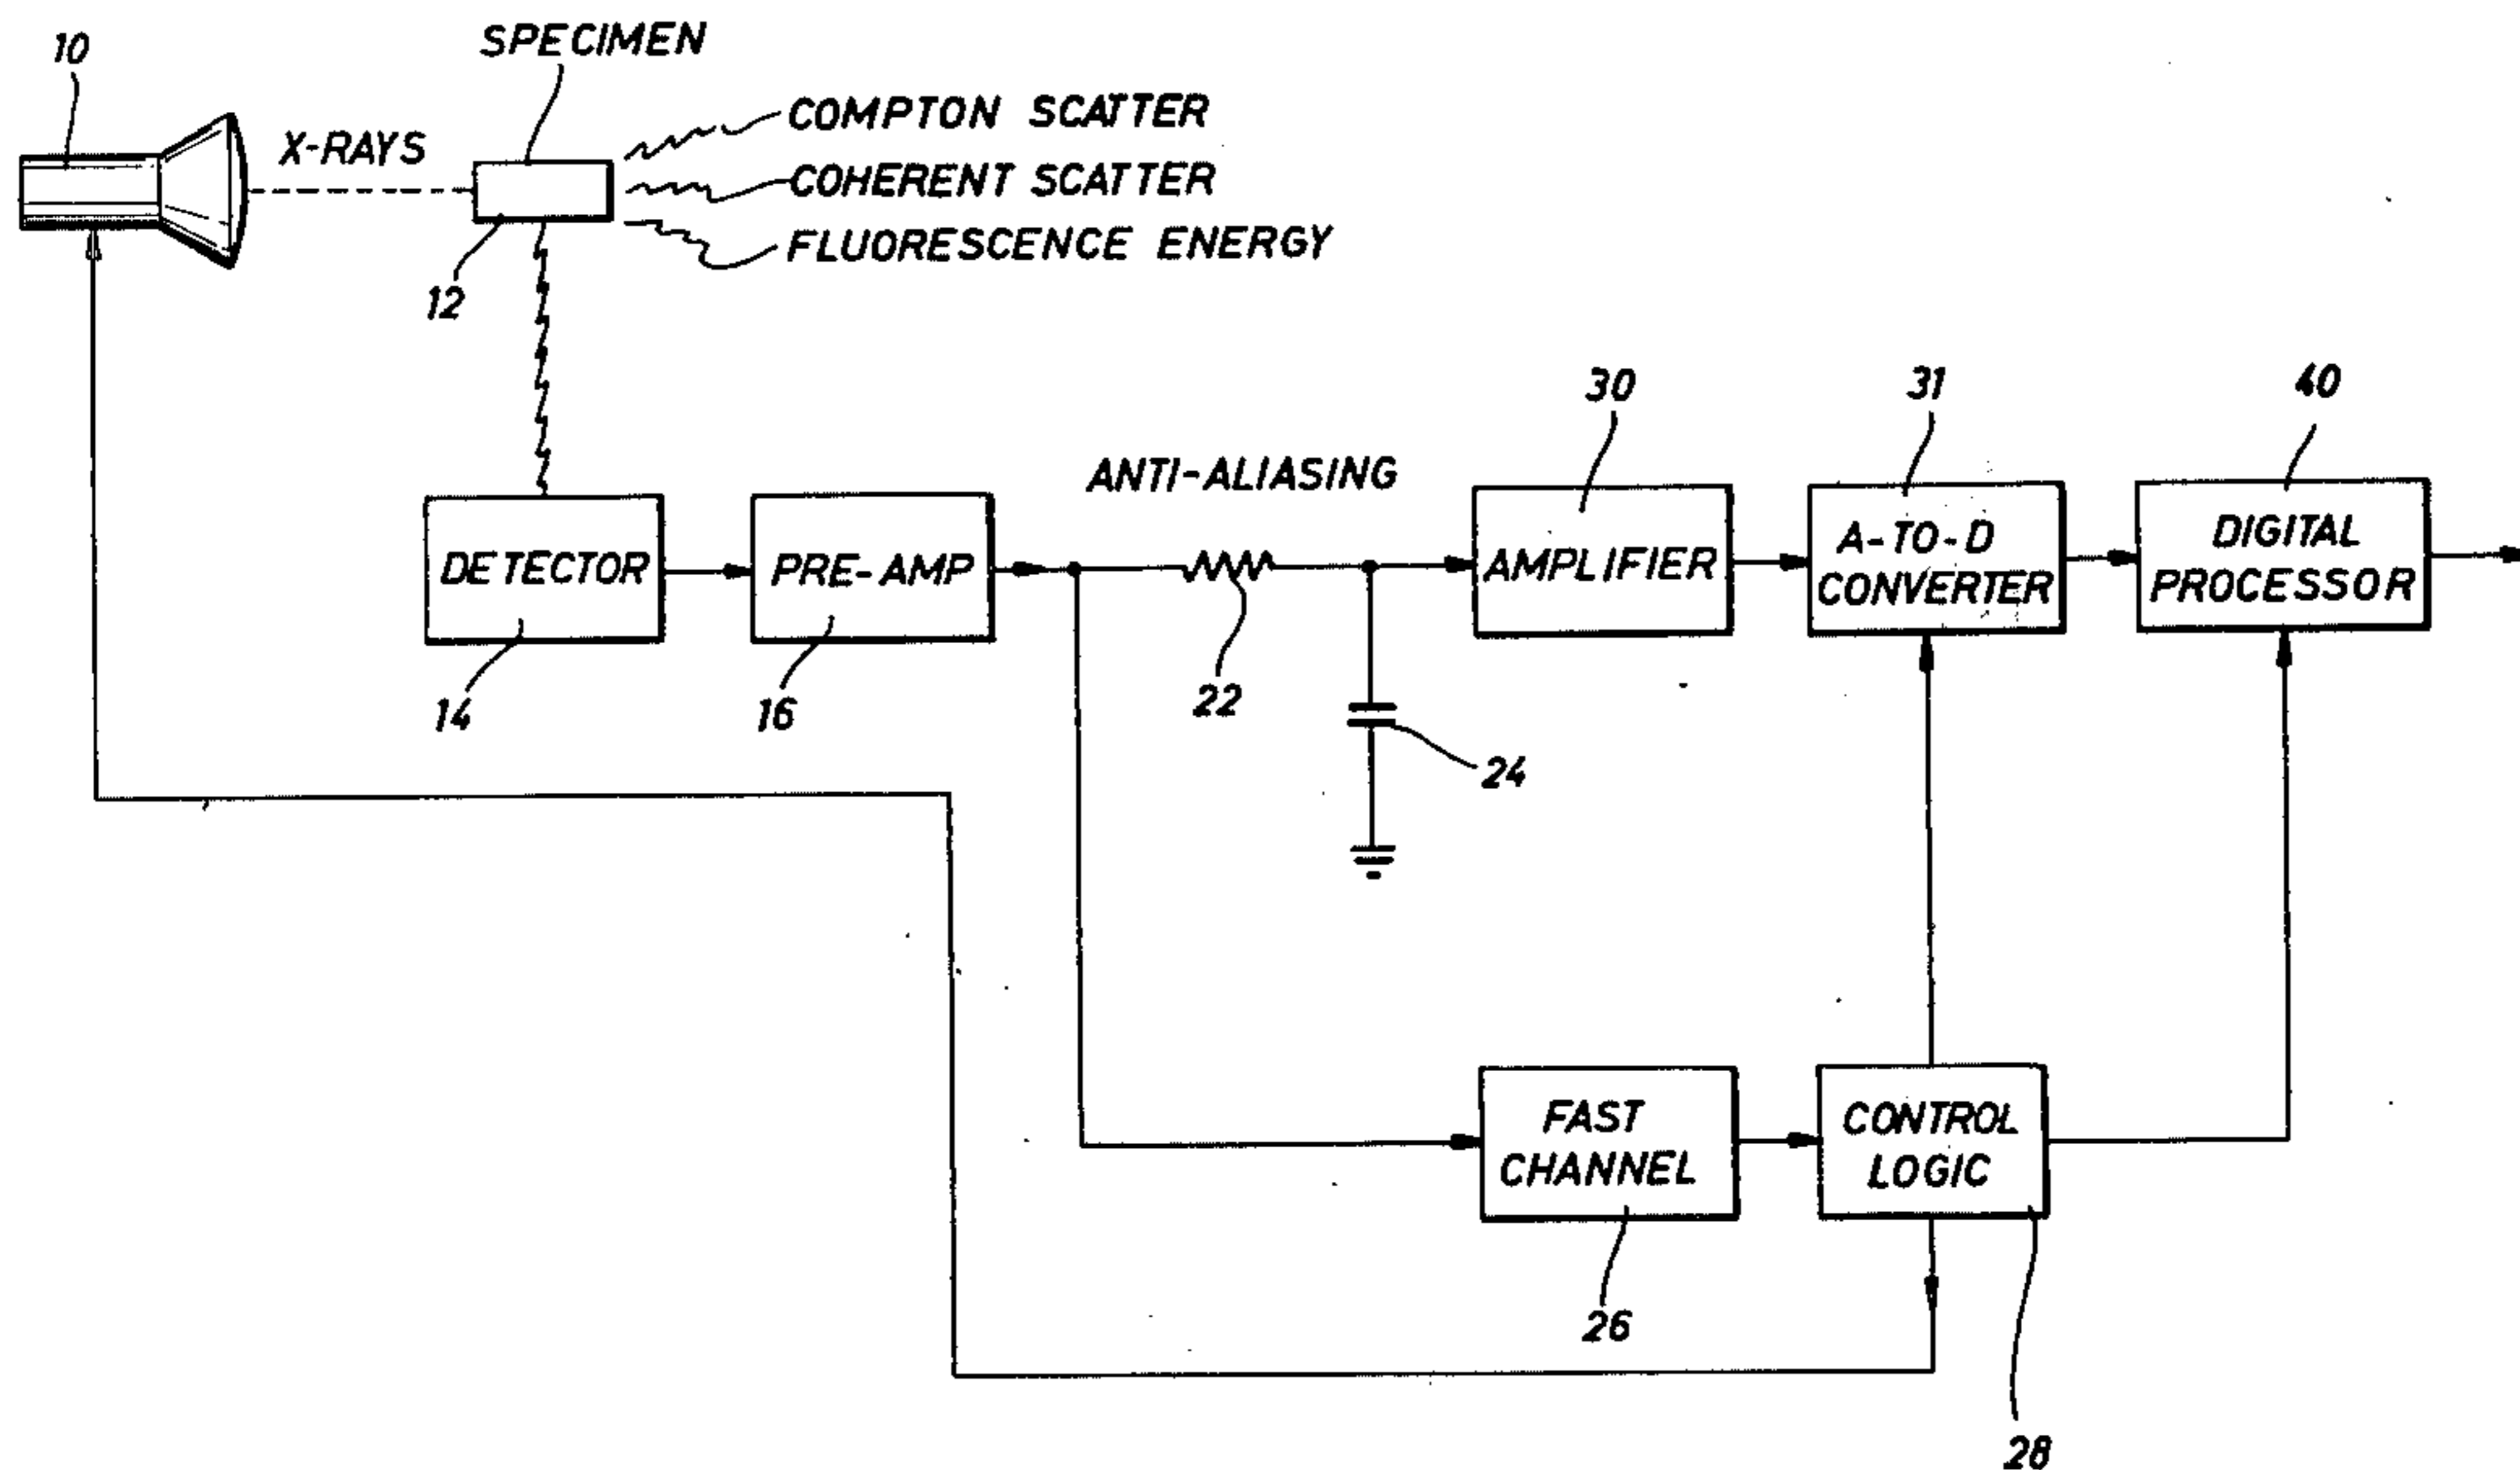 10
SPECIMEN
X-RAYS
COMPTON SCATTER
COHERENT SCATTER
FLUORESCENCE ENERGY
12
30
31
40
ANTI-ALIASING
DETECTOR
PRE-AMP
AMPLIFIER
A-TO-D
CONVERTER
DIGITAL
PROCESSOR
14
16
22
24
FAST
CHANNEL
CONTROL
LOGIC
26
28